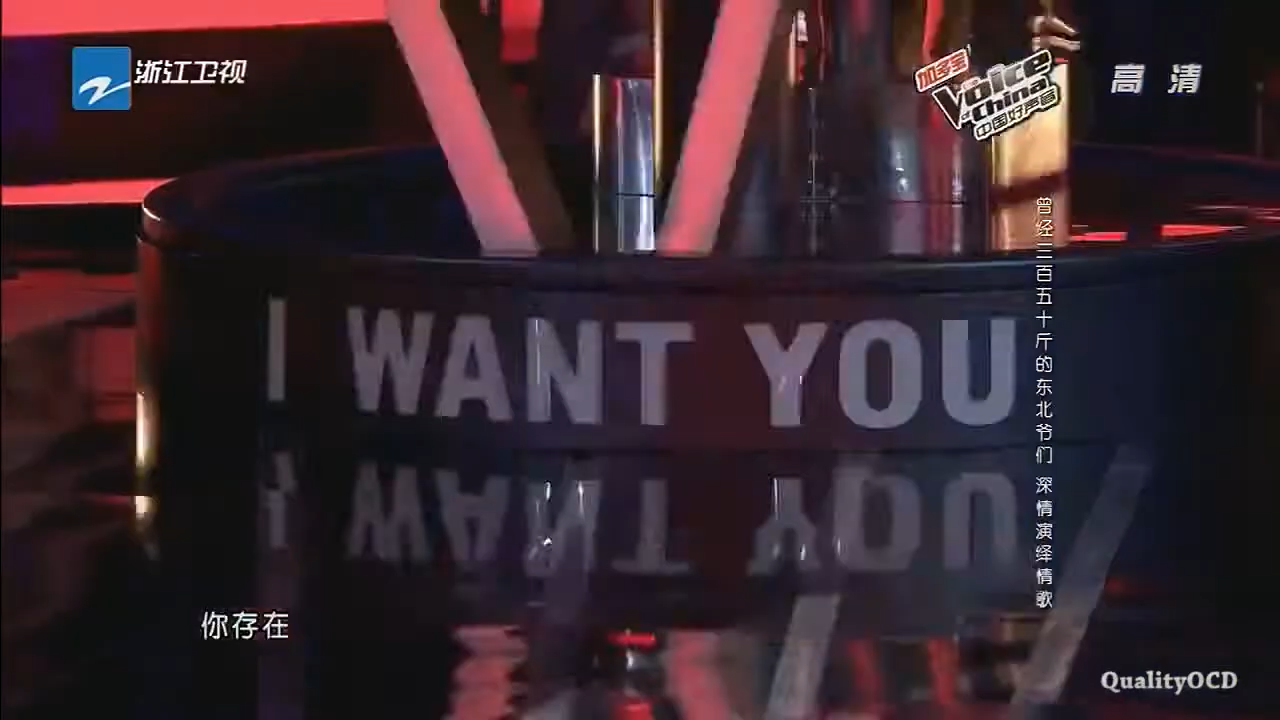 浙江卫视
加多宝
Voice
of China
中国好声音
高 清
曾经三百五十斤的东北爷们 深情演绎情歌
I WANT YOU
你存在
QualityOCD